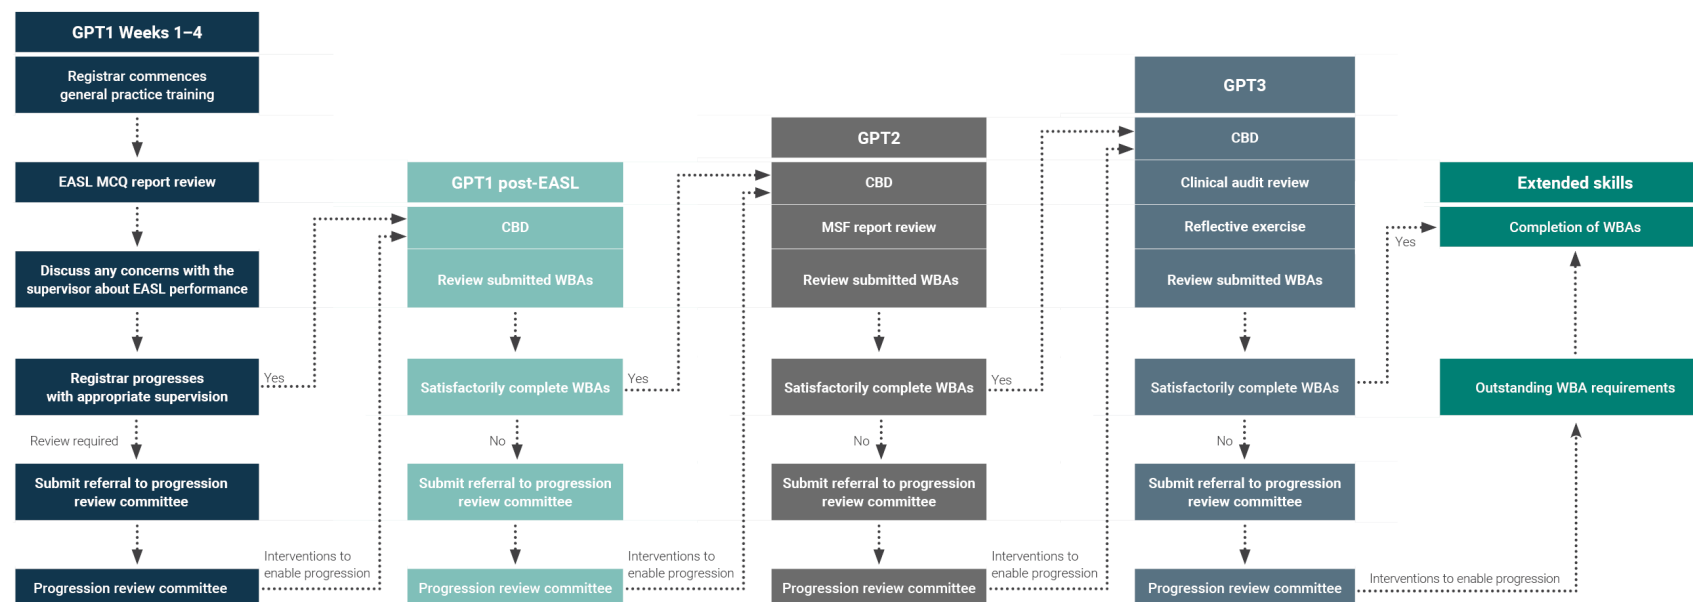 GPT1 Weeks 1–4
Registrar commences
general practice training
EASL MCQ report review
Discuss any concerns with the
supervisor about EASL performance
Registrar progresses
with appropriate supervision
Yes
Review required
Submit referral to progression
review committee
Progression review committee
Interventions to
enable progression
GPT1 post-EASL
CBD
Review submitted WBAs
Satisfactorily complete WBAs
Yes
No
Submit referral to progression
review committee
Progression review committee
Interventions to
enable progression
GPT2
CBD
MSF report review
Review submitted WBAs
Satisfactorily complete WBAs
Yes
No
Submit referral to progression
review committee
Progression review committee
Interventions to
enable progression
GPT3
CBD
Clinical audit review
Reflective exercise
Review submitted WBAs
Satisfactorily complete WBAs
Yes
No
Submit referral to progression
review committee
Progression review committee
Interventions to enable progression
Extended skills
Completion of WBAs
Outstanding WBA requirements